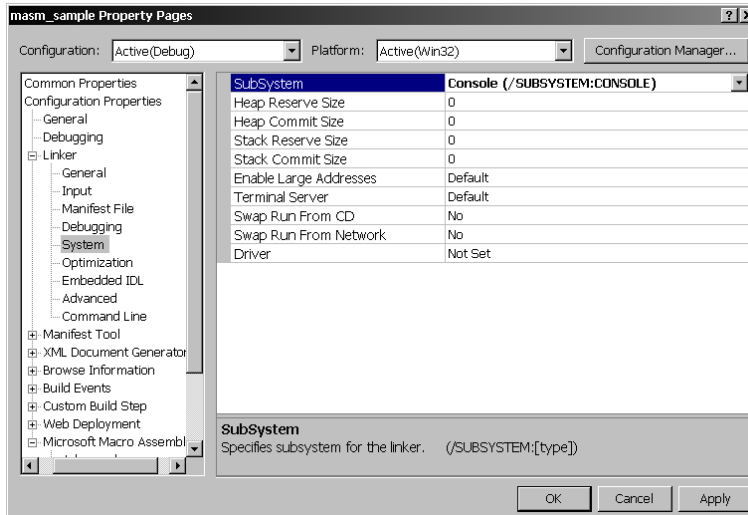 masm_sample Property Pages
Configuration: Active(Debug) Platform: Active(Win32) Configuration Manager...
Common Properties
Configuration Properties
General
Debugging
Linker
General
Input
Manifest File
Debugging
System
Optimization
Embedded IDL
Advanced
Command Line
Manifest Tool
XML Document Generator
Browse Information
Build Events
Custom Build Step
Web Deployment
Microsoft Macro Assembl
SubSystem Console (/SUBSYSTEM:CONSOLE)
Heap Reserve Size 0
Heap Commit Size 0
Stack Reserve Size 0
Stack Commit Size 0
Enable Large Addresses Default
Terminal Server Default
Swap Run From CD No
Swap Run From Network No
Driver Not Set
SubSystem
Specifies subsystem for the linker. (/SUBSYSTEM:[type])
OK Cancel Apply